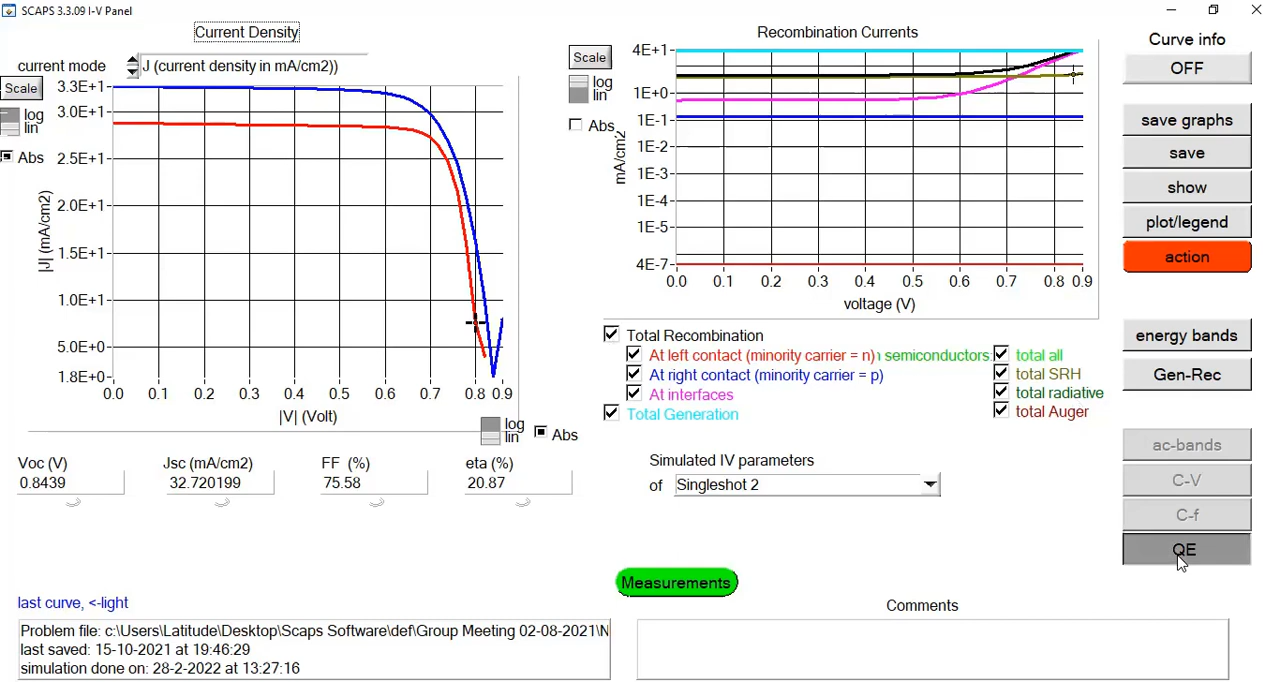 SCAPS 3.3.09 I-V Panel
Current Density
current mode
J (current density in mA/cm2))
Scale
log
lin
Abs
3.3E+1
3.0E+1
2.5E+1
2.0E+1
1.5E+1
1.0E+1
5.0E+0
1.8E+0
|J| (mA/cm2)
0.0 0.1 0.2 0.3 0.4 0.5 0.6 0.7 0.8 0.9
|V| (Volt)
log
lin
Abs
Voc (V)
0.8439
Jsc (mA/cm2)
32.720199
FF (%)
75.58
eta (%)
20.87
Recombination Currents
Scale
log
lin
Abs
4E+1
1E+0
1E-1
1E-2
1E-3
1E-4
1E-5
4E-7
mA/cm2
0.0 0.1 0.2 0.3 0.4 0.5 0.6 0.7 0.8 0.9
voltage (V)
Total Recombination
At left contact (minority carrier = n)
semiconductors:
At right contact (minority carrier = p)
At interfaces
Total Generation
total all
total SRH
total radiative
total Auger
Simulated IV parameters
of Singleshot 2
Curve info
OFF
save graphs
save
show
plot/legend
action
energy bands
Gen-Rec
ac-bands
C-V
C-f
QE
Measurements
last curve, <-light
Problem file: c:\Users\Latitude\Desktop\Scaps Software\def\Group Meeting 02-08-2021\N
last saved: 15-10-2021 at 19:46:29
simulation done on: 28-2-2022 at 13:27:16
Comments